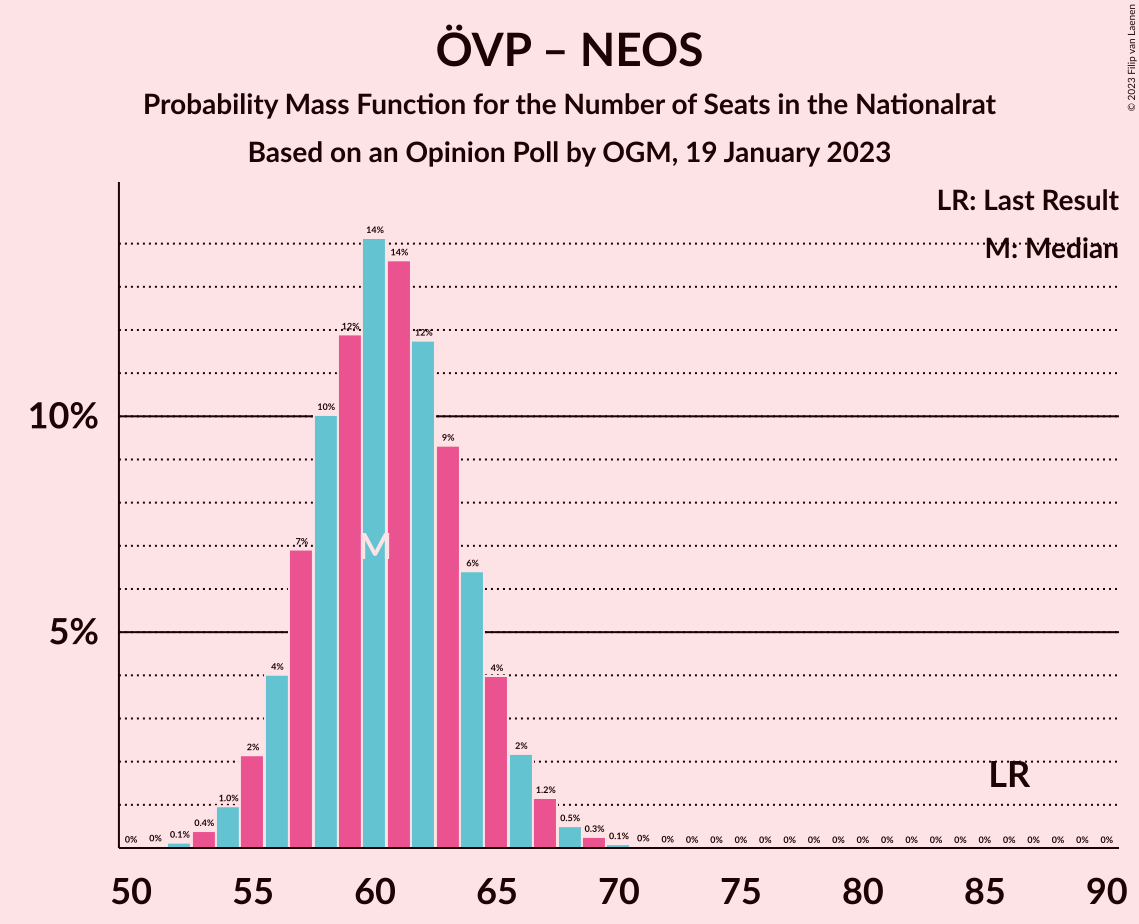 ÖVP – NEOS
Probability Mass Function for the Number of Seats in the Nationalrat
Based on an Opinion Poll by OGM, 19 January 2023
© 2023 Filip van Laenen
LR: Last Result
M: Median
10%
5%
0% 0% 0.1% 0.4% 1.0% 2% 4% 7% 10% 12% 14% 14% 12% 9% 6% 4% 2% 1.2% 0.5% 0.3% 0.1% 0% 0% 0% 0% 0% 0% 0% 0% 0% 0% 0% 0% 0% 0% 0% 0% 0% 0% 0% 0%
M
LR
50 55 60 65 70 75 80 85 90